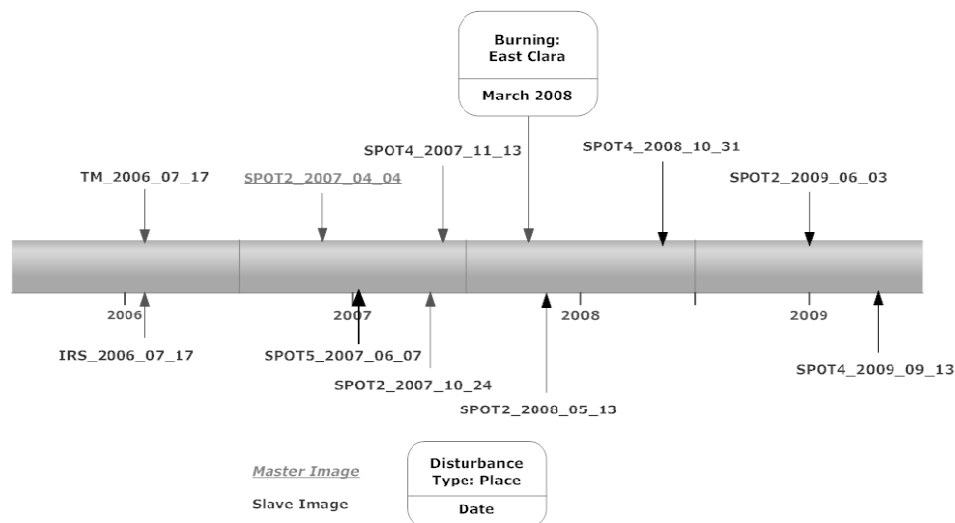 Burning:
East Clara
March 2008
SPOT4_2007_11_13
SPOT4_2008_10_31
TM_2006_07_17
SPOT2_2007_04_04
SPOT2_2009_06_03
2006
2007
2008
2009
IRS_2006_07_17
SPOT5_2007_06_07
SPOT4_2009_09_13
SPOT2_2007_10_24
SPOT2_2008_05_13
Master Image
Slave Image
Disturbance
Type: Place
Date